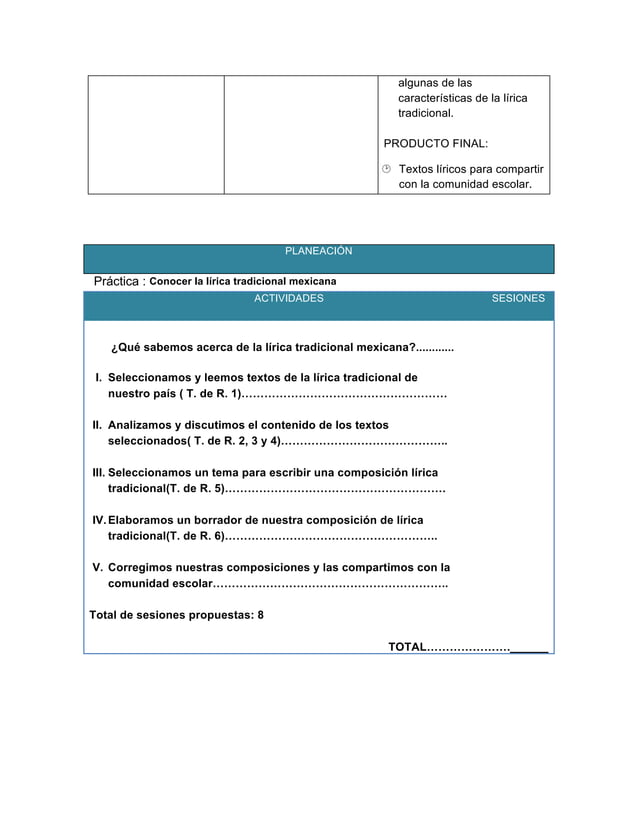 algunas de las
características de la lírica
tradicional.
PRODUCTO FINAL:
Textos líricos para compartir
con la comunidad escolar.
PLANEACIÓN
Práctica : Conocer la lírica tradicional mexicana
ACTIVIDADES SESIONES
¿Qué sabemos acerca de la lírica tradicional mexicana?............
I. Seleccionamos y leemos textos de la lírica tradicional de
nuestro país ( T. de R. 1)………………………………………………
II. Analizamos y discutimos el contenido de los textos
seleccionados( T. de R. 2, 3 y 4)……………………………………..
III. Seleccionamos un tema para escribir una composición lírica
tradicional(T. de R. 5)………………………………………………….
IV. Elaboramos un borrador de nuestra composición de lírica
tradicional(T. de R. 6)………………………………………………..
V. Corregimos nuestras composiciones y las compartimos con la
comunidad escolar……………………………………………………..
Total de sesiones propuestas: 8
TOTAL………………….______